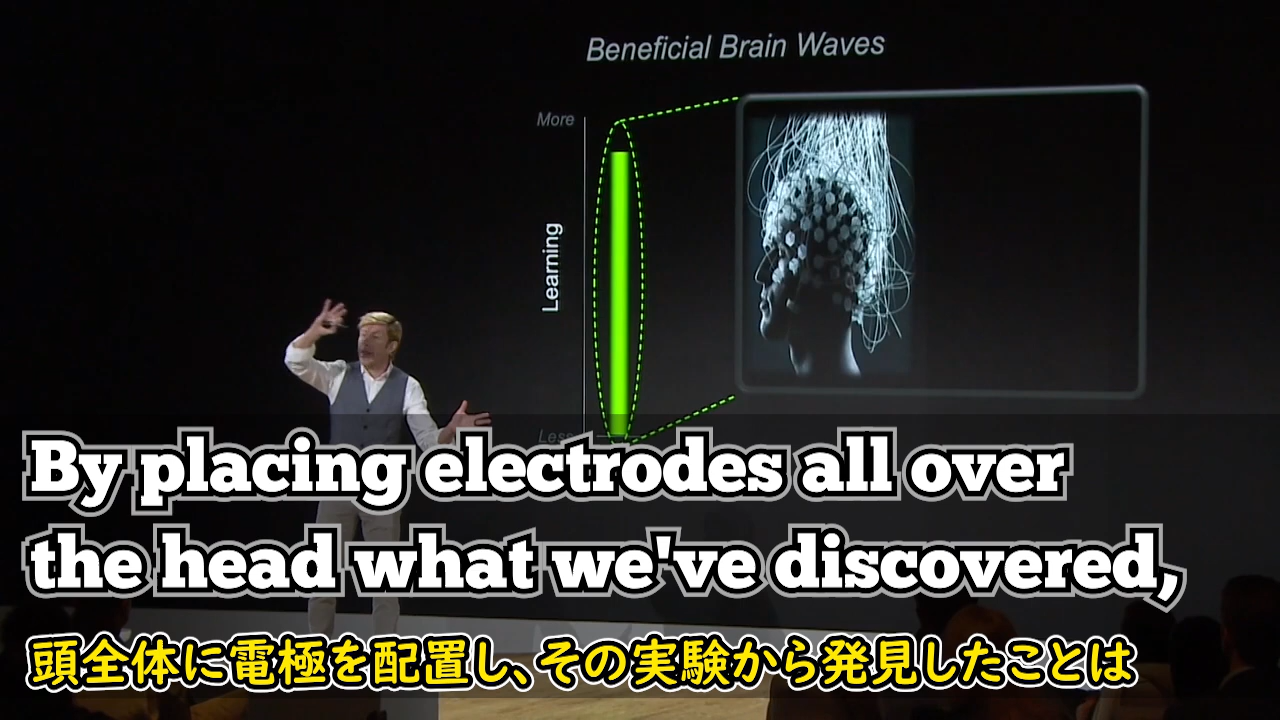 Beneficial Brain Waves
More
Learning
Less
By placing electrodes all over
the head what we've discovered,
頭全体に電極を配置し、その実験から発見したことは